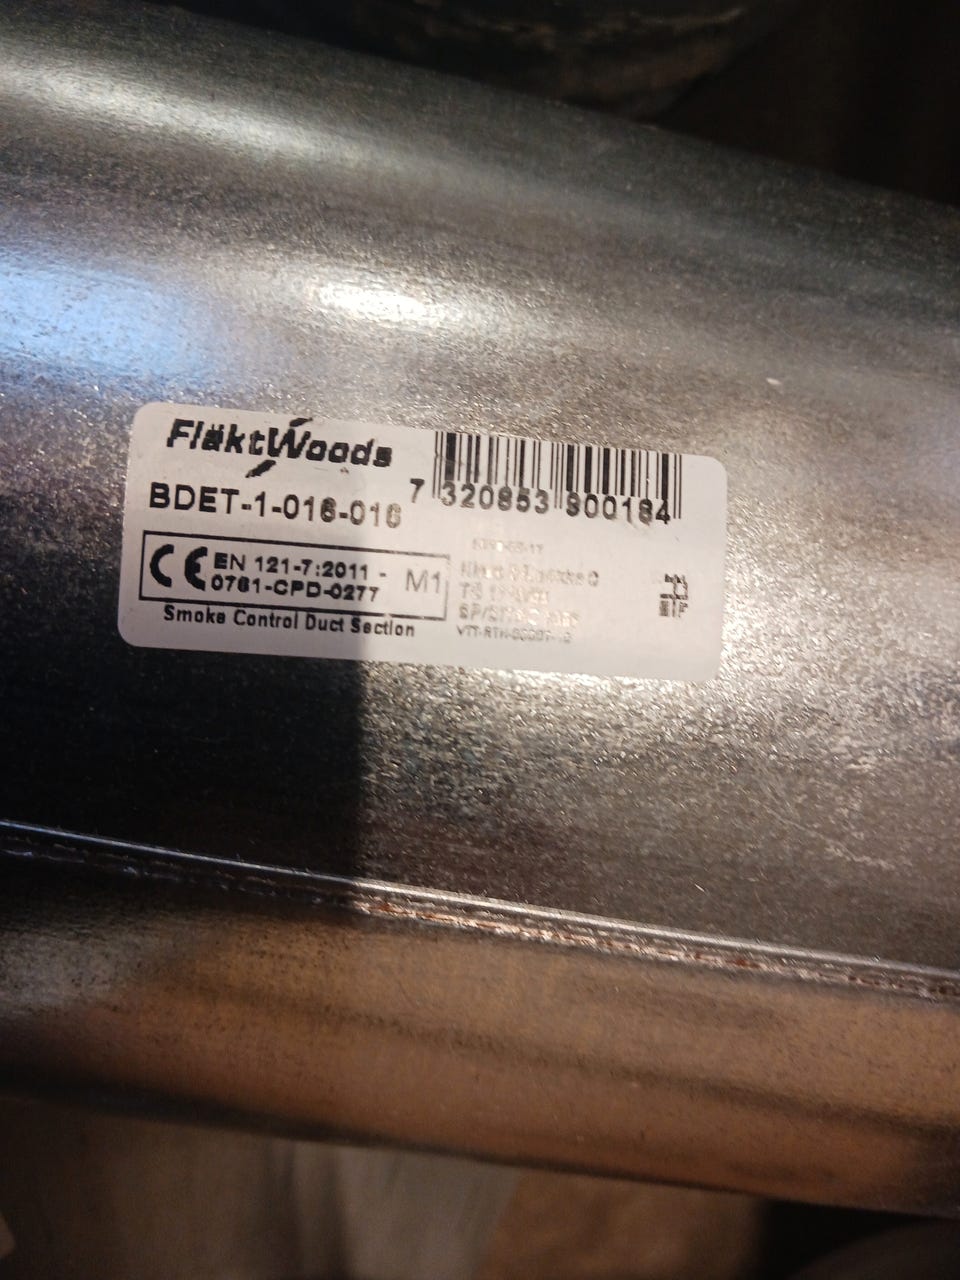 FläktWoods
BDET-1-016-016
7 320853 900184
CE EN 121-7:2011 -
0761-CPD-0277
M1
Smoke Control Duct Section